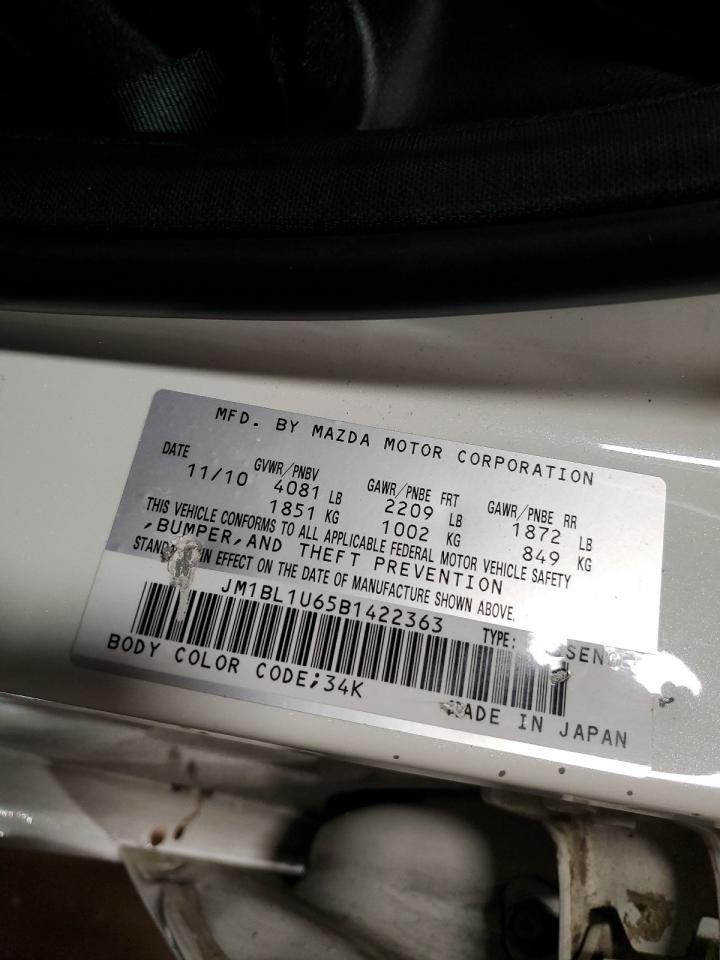 MFD. BY MAZDA MOTOR CORPORATION
DATE GVWR/PNBV GAWR/PNBE FRT GAWR/PNBE RR
11/10 4081 LB 2209 LB 1872 LB
1851 KG 1002 KG 849 KG
THIS VEHICLE CONFORMS TO ALL APPLICABLE FEDERAL MOTOR VEHICLE SAFETY
,BUMPER,AND THEFT PREVENTION
IN EFFECT ON THE DATE OF MANUFACTURE SHOWN ABOVE.
JM1BL1U65B1422363 TYPE:
BODY COLOR CODE;34K
IN JAPAN